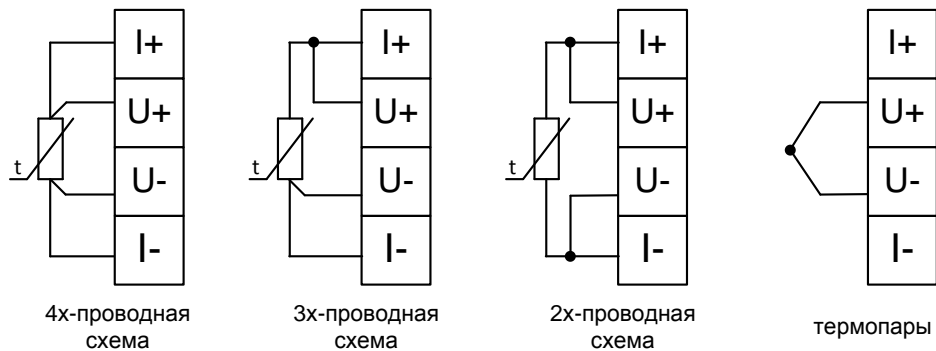 I+
U+
U-
I-
t
4х-проводная
схема
I+
U+
U-
I-
t
3х-проводная
схема
I+
U+
U-
I-
t
2х-проводная
схема
I+
U+
U-
I-
термопары